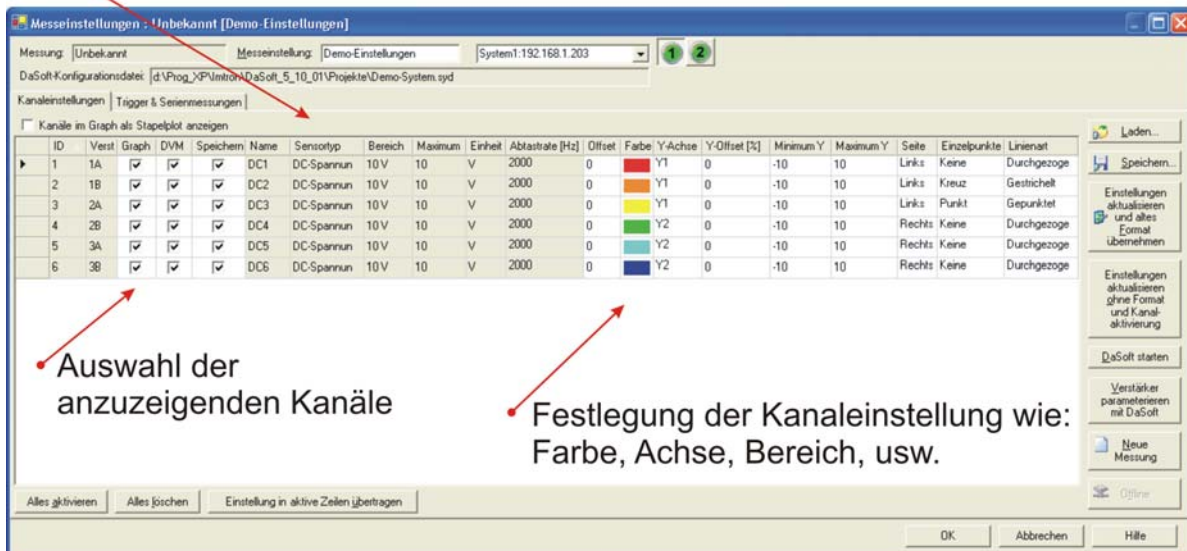 Messeinstellungen : Unbekannt [Demo-Einstellungen]
Messung: Unbekannt Messeinstellung: Demo-Einstellungen System1:192.168.1.203 1 2
DaSoft-Konfigurationsdatei: d:\Prog_XP\Imtron\DaSoft_5_10_01\Projekte\Demo-System.syd
Kanaleinstellungen Trigger & Serienmessungen
Kanäle im Graph als Stapelplot anzeigen
ID Verst Graph DVM Speichern Name Sensortyp Bereich Maximum Einheit Abtastrate [Hz] Offset Farbe Y-Achse Y-Offset [%] Minimum Y Maximum Y Seite Einzelpunkte Linienart
1 1A DC1 DC-Spannun 10 V 10 V 2000 0 Y1 0 -10 10 Links Keine Durchgezoge
2 1B DC2 DC-Spannun 10 V 10 V 2000 0 Y1 0 -10 10 Links Kreuz Gestrichelt
3 2A DC3 DC-Spannun 10 V 10 V 2000 0 Y1 0 -10 10 Links Punkt Gepunktet
4 2B DC4 DC-Spannun 10 V 10 V 2000 0 Y2 0 -10 10 Rechts Keine Durchgezoge
5 3A DC5 DC-Spannun 10 V 10 V 2000 0 Y2 0 -10 10 Rechts Keine Durchgezoge
6 3B DC6 DC-Spannun 10 V 10 V 2000 0 Y2 0 -10 10 Rechts Keine Durchgezoge
Auswahl der
anzuzeigenden Kanäle
Festlegung der Kanaleinstellung wie:
Farbe, Achse, Bereich, usw.
Laden...
Speichern...
Einstellungen
aktualisieren
und altes
Format
übernehmen
Einstellungen
aktualisieren
ohne Format
und Kanal-
aktivierung
DaSoft starten
Verstärker
parameterieren
mit DaSoft
Neue
Messung
Offline
Alles aktivieren Alles löschen Einstellung in aktive Zeilen übertragen
OK Abbrechen Hilfe